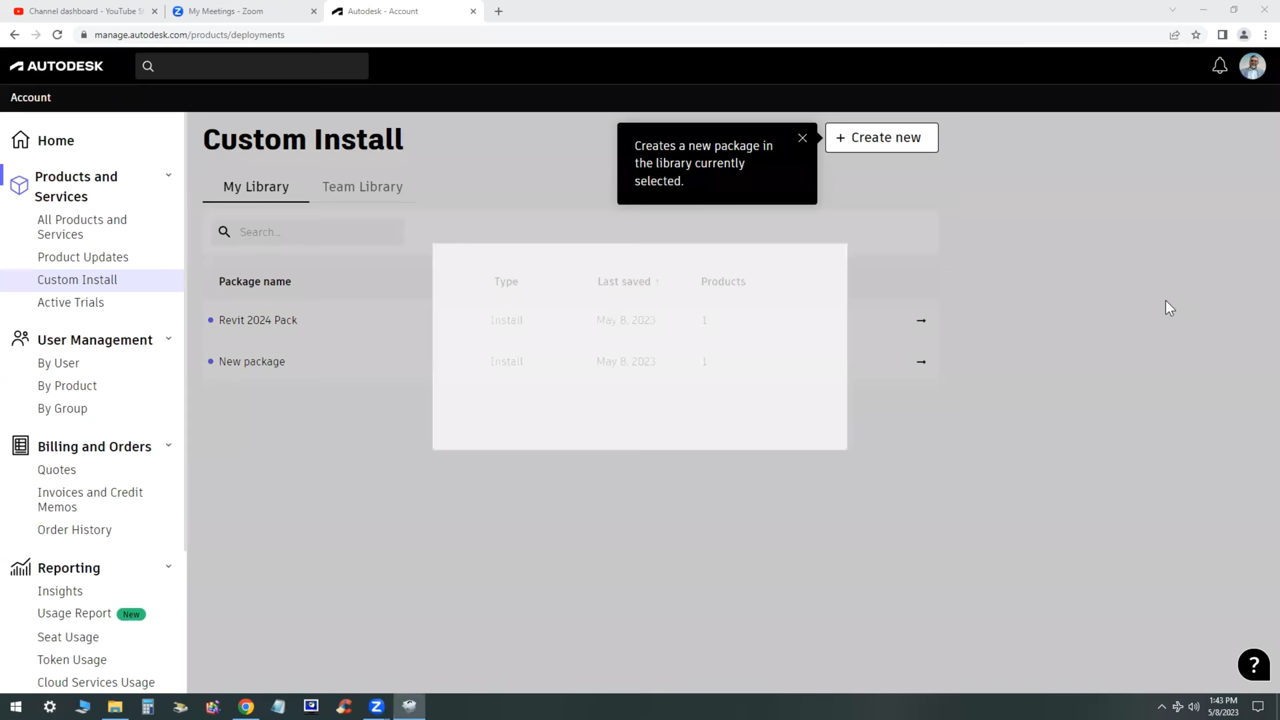 Channel dashboard - YouTube S
My Meetings - Zoom
Autodesk - Account
manage.autodesk.com/products/deployments
AUTODESK
Account
Home
Products and
Services
All Products and
Services
Product Updates
Custom Install
Active Trials
User Management
By User
By Product
By Group
Billing and Orders
Quotes
Invoices and Credit
Memos
Order History
Reporting
Insights
Usage Report New
Seat Usage
Token Usage
Cloud Services Usage
Custom Install
Creates a new package in
the library currently
selected.
+ Create new
My Library Team Library
Search...
Package name Type Last saved ↑ Products
Revit 2024 Pack Install May 8, 2023 1 →
New package Install May 8, 2023 1 →
?
1:43 PM
5/8/2023